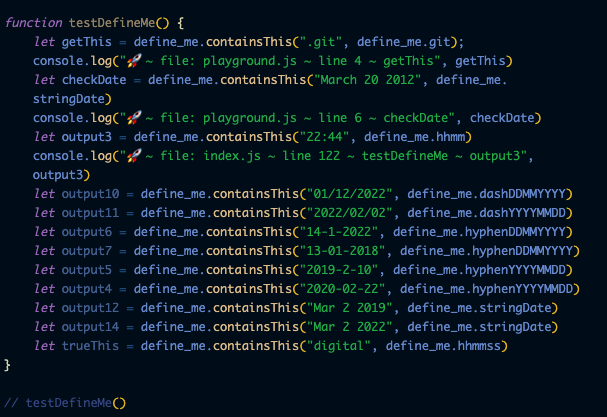 function testDefineMe() {
let getThis = define_me.containsThis(".git", define_me.git);
console.log("🚀 ~ file: playground.js ~ line 4 ~ getThis", getThis)
let checkDate = define_me.containsThis("March 20 2012", define_me.
stringDate)
console.log("🚀 ~ file: playground.js ~ line 6 ~ checkDate", checkDate)
let output3 = define_me.containsThis("22:44", define_me.hhmm)
console.log("🚀 ~ file: index.js ~ line 122 ~ testDefineMe ~ output3",
output3)
let output10 = define_me.containsThis("01/12/2022", define_me.dashDDMMYYYY)
let output11 = define_me.containsThis("2022/02/02", define_me.dashYYYYMMDD)
let output6 = define_me.containsThis("14-1-2022", define_me.hyphenDDMMYYYY)
let output7 = define_me.containsThis("13-01-2018", define_me.hyphenDDMMYYYY)
let output5 = define_me.containsThis("2019-2-10", define_me.hyphenYYYYMMDD)
let output4 = define_me.containsThis("2020-02-22", define_me.hyphenYYYYMMDD)
let output12 = define_me.containsThis("Mar 2 2019", define_me.stringDate)
let output14 = define_me.containsThis("Mar 2 2022", define_me.stringDate)
let trueThis = define_me.containsThis("digital", define_me.hhmmss)
}
// testDefineMe()